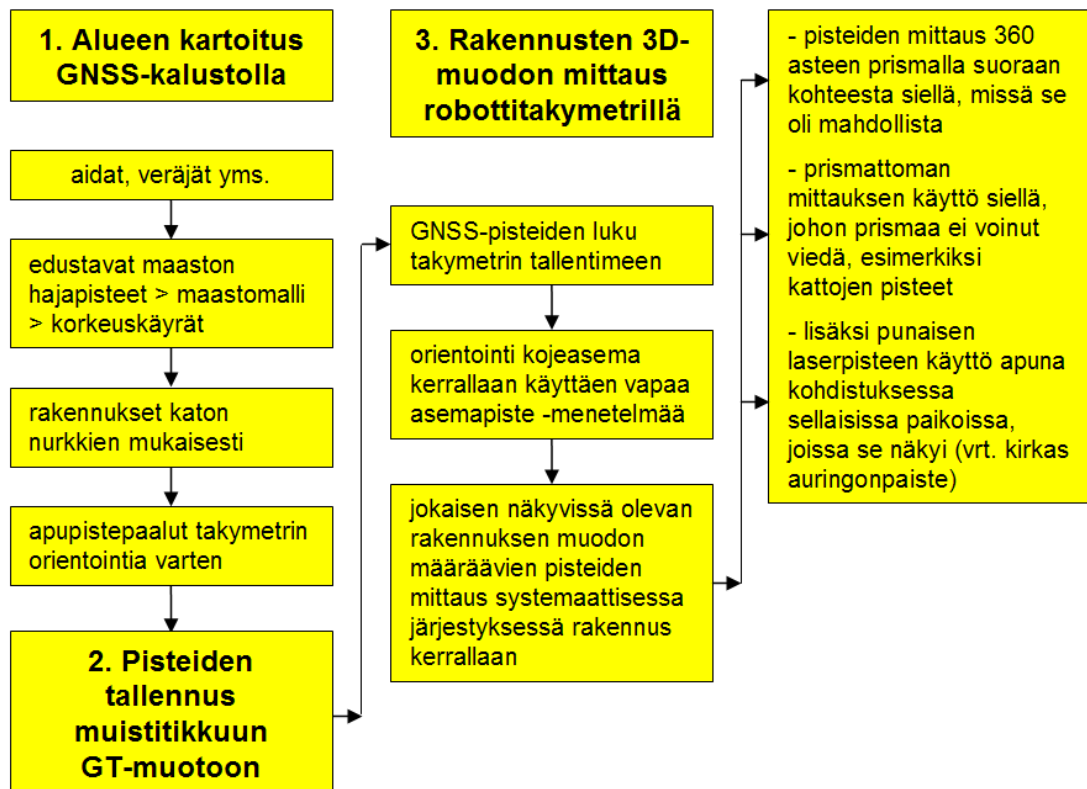 1. Alueen kartoitus
GNSS-kalustolla
aidat, veräjät yms.
edustavat maaston
hajapisteet > maastomalli
> korkeuskäyrät
rakennukset katon
nurkkien mukaisesti
apupistepaalut takymetrin
orientointia varten
2. Pisteiden
tallennus
muistitikkuun
GT-muotoon
3. Rakennusten 3D-
muodon mittaus
robottitakymetrillä
GNSS-pisteiden luku
takymetrin tallentimeen
orientointi kojeasema
kerrallaan käyttäen vapaa
asemapiste -menetelmää
jokaisen näkyvissä olevan
rakennuksen muodon
määräävien pisteiden
mittaus systemaattisessa
järjestyksessä rakennus
kerrallaan
- pisteiden mittaus 360
asteen prismalla suoraan
kohteesta siellä, missä se
oli mahdollista
- prismattoman
mittauksen käyttö siellä,
johon prismaa ei voinut
viedä, esimerkiksi
kattojen pisteet
- lisäksi punaisen
laserpisteen käyttö apuna
kohdistuksessa
sellaisissa paikoissa,
joissa se näkyi (vrt. kirkas
auringonpaiste)